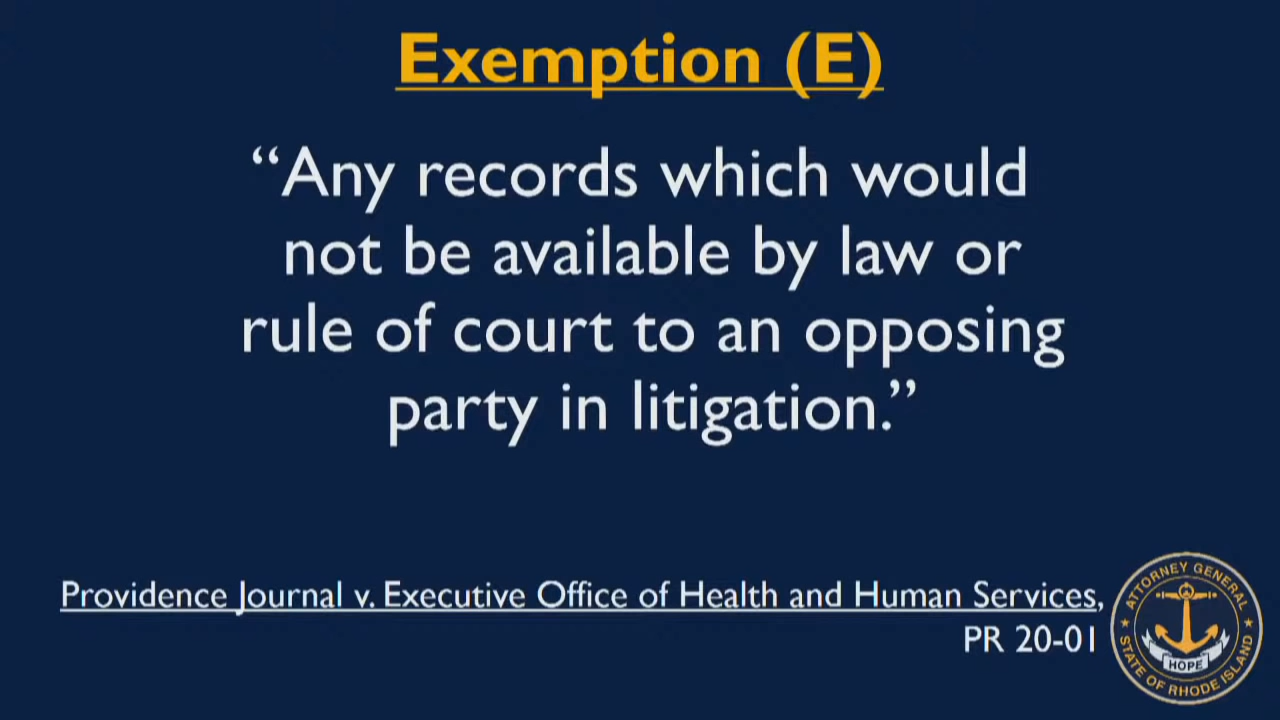 Exemption (E)
“Any records which would
not be available by law or
rule of court to an opposing
party in litigation.”
Providence Journal v. Executive Office of Health and Human Services,
PR 20-01
ATTORNEY GENERAL
HOPE
STATE OF RHODE ISLAND